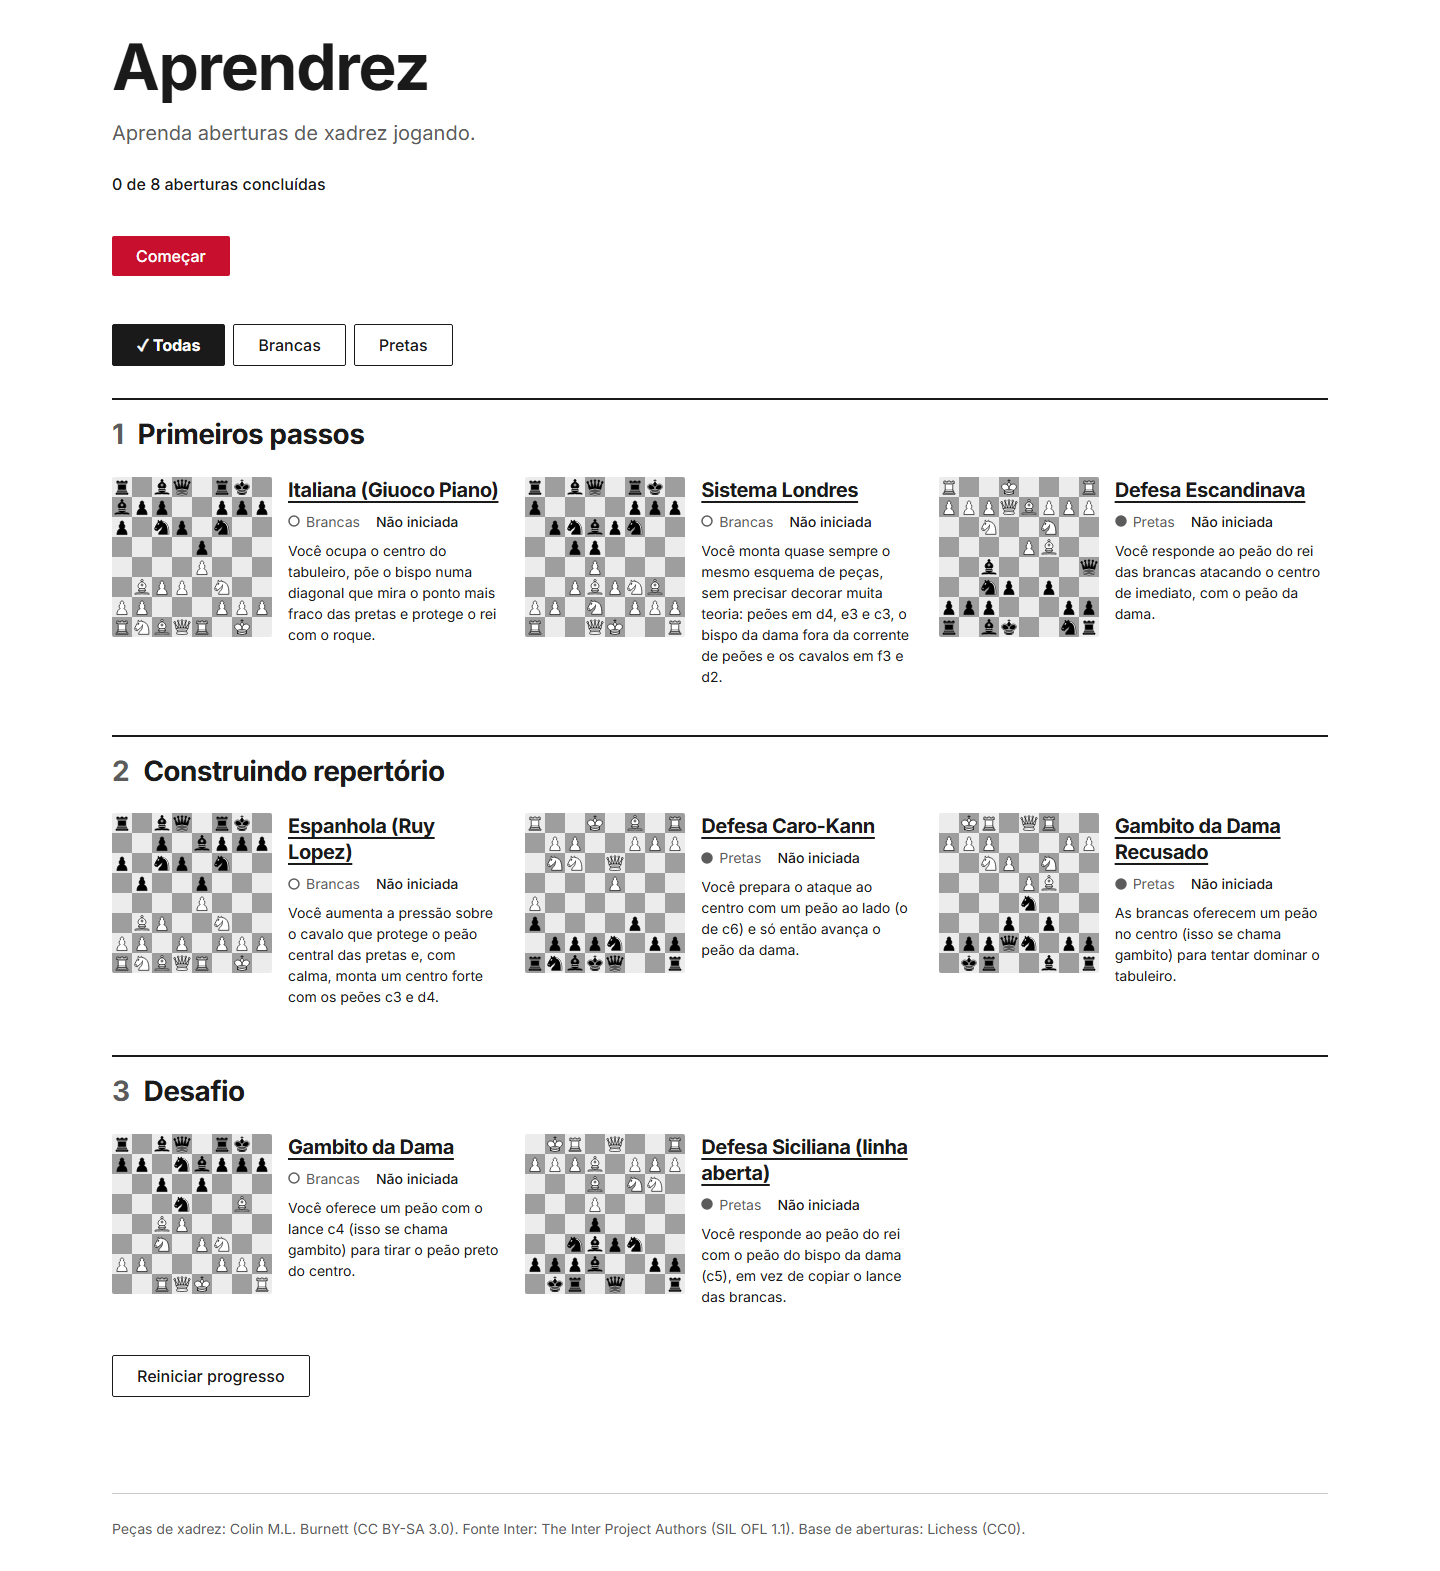 Aprendrez
Aprenda aberturas de xadrez jogando.
0 de 8 aberturas concluídas
Começar
✓ Todas
Brancas
Pretas
1 Primeiros passos
Italiana (Giuoco Piano)
Brancas Não iniciada
Você ocupa o centro do
tabuleiro, põe o bispo numa
diagonal que mira o ponto mais
fraco das pretas e protege o rei
com o roque.
Sistema Londres
Brancas Não iniciada
Você monta quase sempre o
mesmo esquema de peças,
sem precisar decorar muita
teoria: peões em d4, e3 e c3, o
bispo da dama fora da corrente
de peões e os cavalos em f3 e
d2.
Defesa Escandinava
Pretas Não iniciada
Você responde ao peão do rei
das brancas atacando o centro
de imediato, com o peão da
dama.
2 Construindo repertório
Espanhola (Ruy
Lopez)
Brancas Não iniciada
Você aumenta a pressão sobre
o cavalo que protege o peão
central das pretas e, com
calma, monta um centro forte
com os peões c3 e d4.
Defesa Caro-Kann
Pretas Não iniciada
Você prepara o ataque ao
centro com um peão ao lado (o
de c6) e só então avança o
peão da dama.
Gambito da Dama
Recusado
Pretas Não iniciada
As brancas oferecem um peão
no centro (isso se chama
gambito) para tentar dominar o
tabuleiro.
3 Desafio
Gambito da Dama
Brancas Não iniciada
Você oferece um peão com o
lance c4 (isso se chama
gambito) para tirar o peão preto
do centro.
Defesa Siciliana (linha
aberta)
Pretas Não iniciada
Você responde ao peão do rei
com o peão do bispo da dama
(c5), em vez de copiar o lance
das brancas.
Reiniciar progresso
Peças de xadrez: Colin M.L. Burnett (CC BY-SA 3.0). Fonte Inter: The Inter Project Authors (SIL OFL 1.1). Base de aberturas: Lichess (CC0).